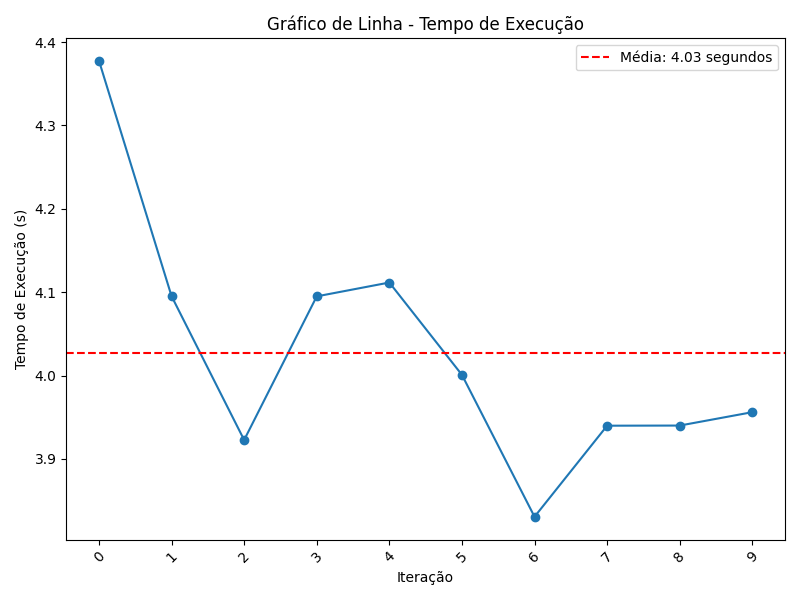 Gráfico de Linha - Tempo de Execução
Média: 4.03 segundos
Tempo de Execução (s)
4.4
4.3
4.2
4.1
4.0
3.9
0 1 2 3 4 5 6 7 8 9
Iteração